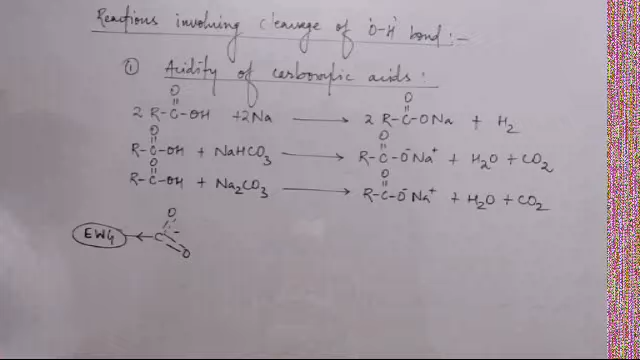 Reactions involving cleavage of 'O-H' bond:-
① Acidity of carboxylic acids:
2 R-C(=O)-OH + 2Na → 2 R-C(=O)-ONa + H₂
R-C(=O)-OH + NaHCO₃ → R-C(=O)-O⁻Na⁺ + H₂O + CO₂
R-C(=O)-OH + Na₂CO₃ → R-C(=O)-O⁻Na⁺ + H₂O + CO₂
EWG ← C O O -